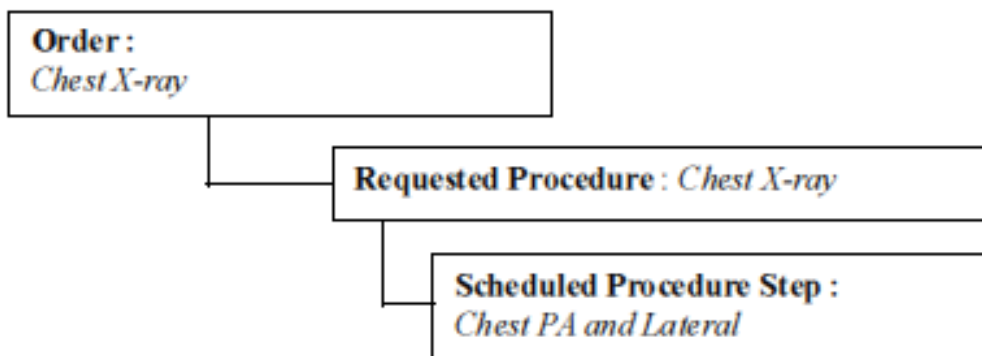 Order :
Chest X-ray
Requested Procedure : Chest X-ray
Scheduled Procedure Step :
Chest PA and Lateral